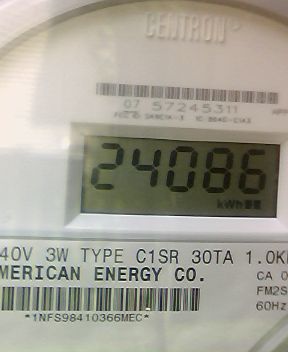 CENTRON
07 57245311
24086
kWh
40V 3W TYPE C1SR 30TA 1.0K
MERICAN ENERGY CO.
CA 0
FM2S
60Hz
*1NFS98410366MEC*